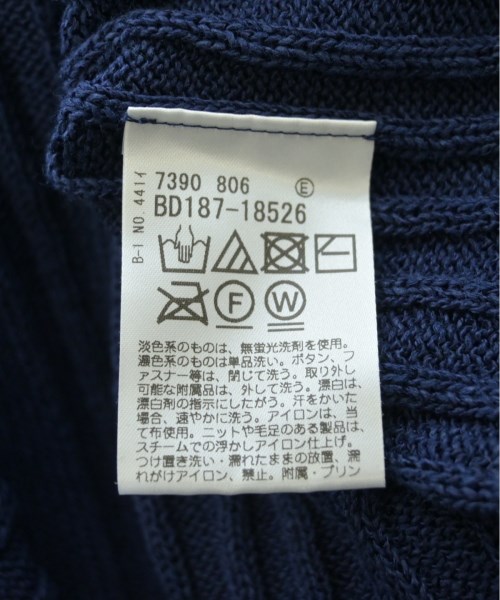 B-I NO.441イ
7390 806 E
BD187-18526
F W
淡色系のものは、無蛍光洗剤を使用。
濃色系のものは単品洗い。ボタン、フ
ァスナー等は、閉じて洗う。取り外し
可能な附属品は、外して洗う。漂白は、
漂白剤の指示にしたがう。汗をかいた
場合、速やかに洗う。アイロンは、当
て布使用。ニットや毛足のある製品は、
スチームでの浮かしアイロン仕上げ。
つけ置き洗い・濡れたままの放置、濡
れがけアイロン、禁止。附属・プリン